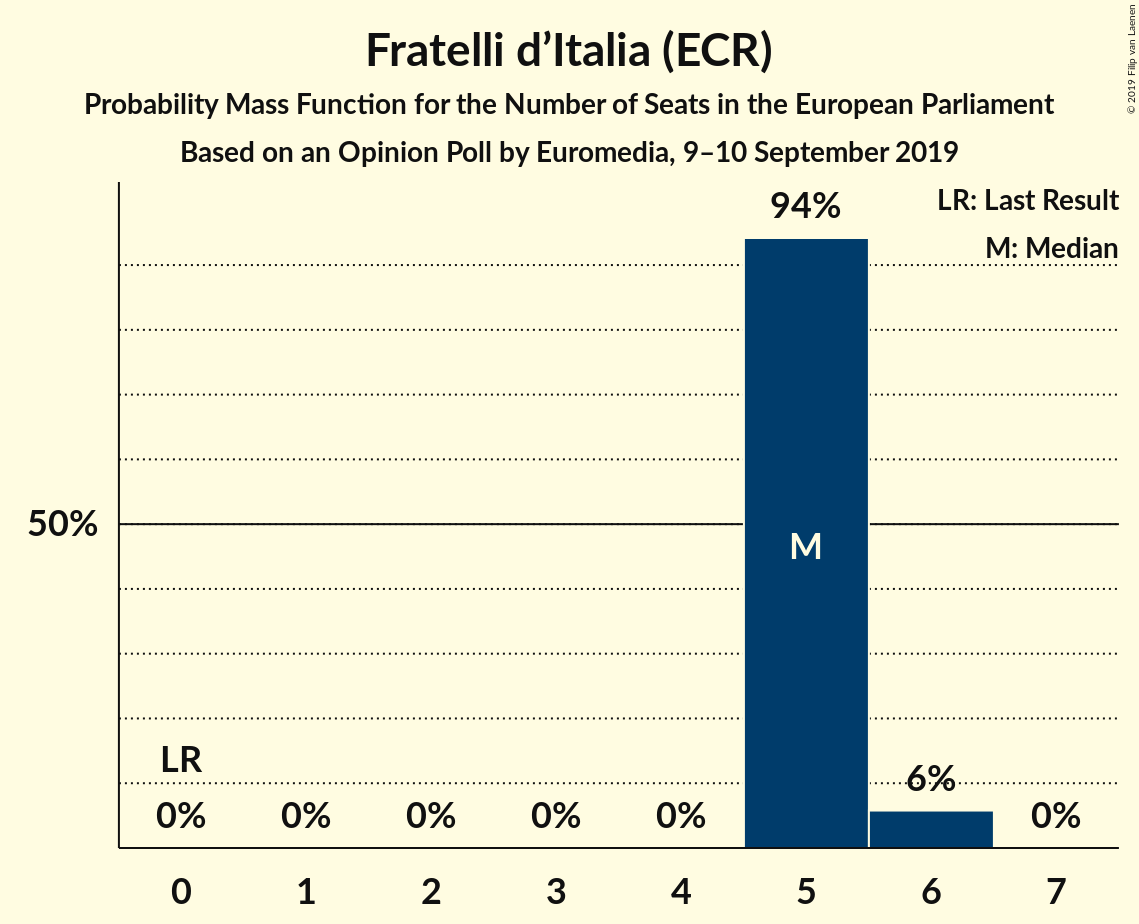 Fratelli d’Italia (ECR)
Probability Mass Function for the Number of Seats in the European Parliament
Based on an Opinion Poll by Euromedia, 9–10 September 2019
© 2019 Filip van Laenen
LR: Last Result
M: Median
94%
50%
M
LR
6%
0% 0% 0% 0% 0% 0%
0 1 2 3 4 5 6 7